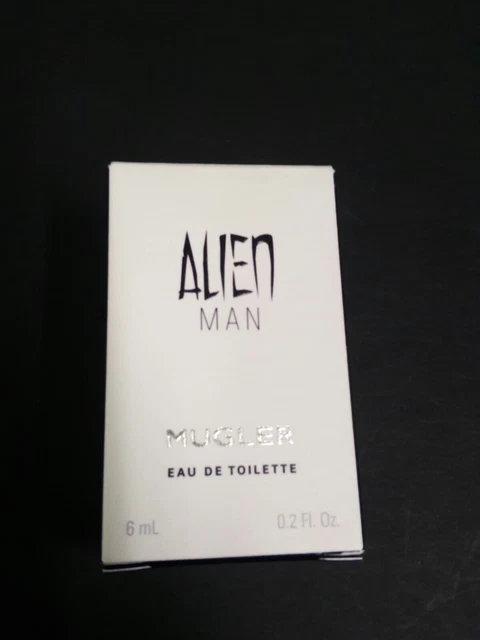 ALIEN
MAN
MUGLER
EAU DE TOILETTE
6 mL 0.2 Fl. Oz.